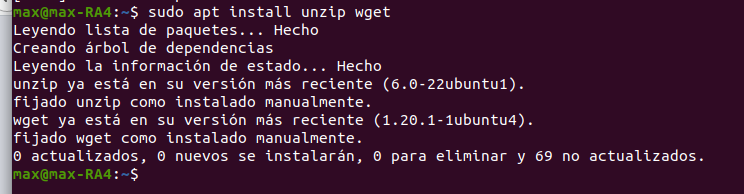 max@max-RA4:~$ sudo apt install unzip wget
Leyendo lista de paquetes... Hecho
Creando árbol de dependencias
Leyendo la información de estado... Hecho
unzip ya está en su versión más reciente (6.0-22ubuntu1).
fijado unzip como instalado manualmente.
wget ya está en su versión más reciente (1.20.1-1ubuntu4).
fijado wget como instalado manualmente.
0 actualizados, 0 nuevos se instalarán, 0 para eliminar y 69 no actualizados.
max@max-RA4:~$